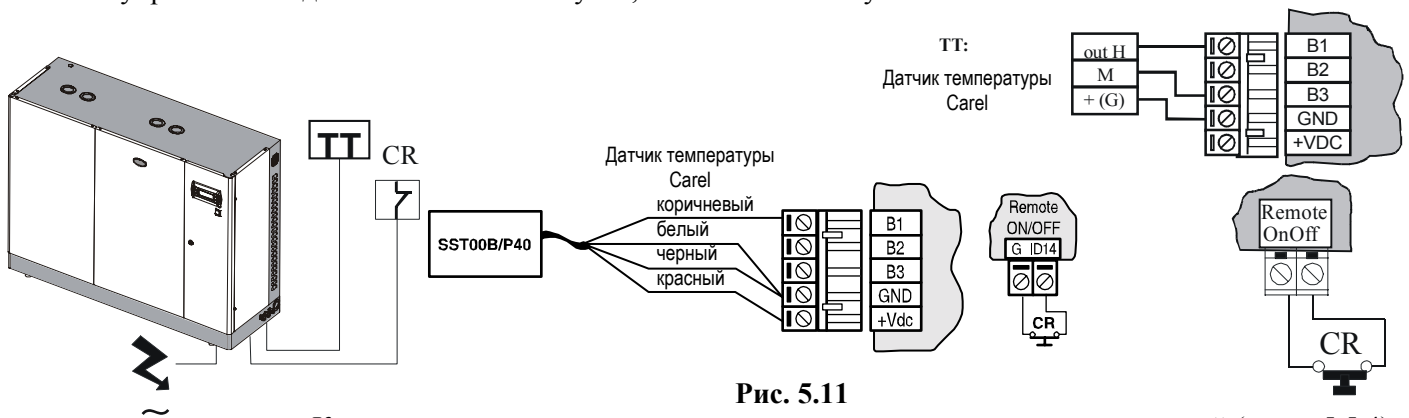 TT:
Датчик температуры
Carel
out H
M
+ (G)
B1
B2
B3
GND
+VDC
TT
CR
Датчик температуры
Carel
SST00B/P40
коричневый
белый
черный
красный
B1
B2
B3
GND
+Vdc
Remote
ON/OFF
G ID14
CR
Remote
OnOff
CR
Рис. 5.11